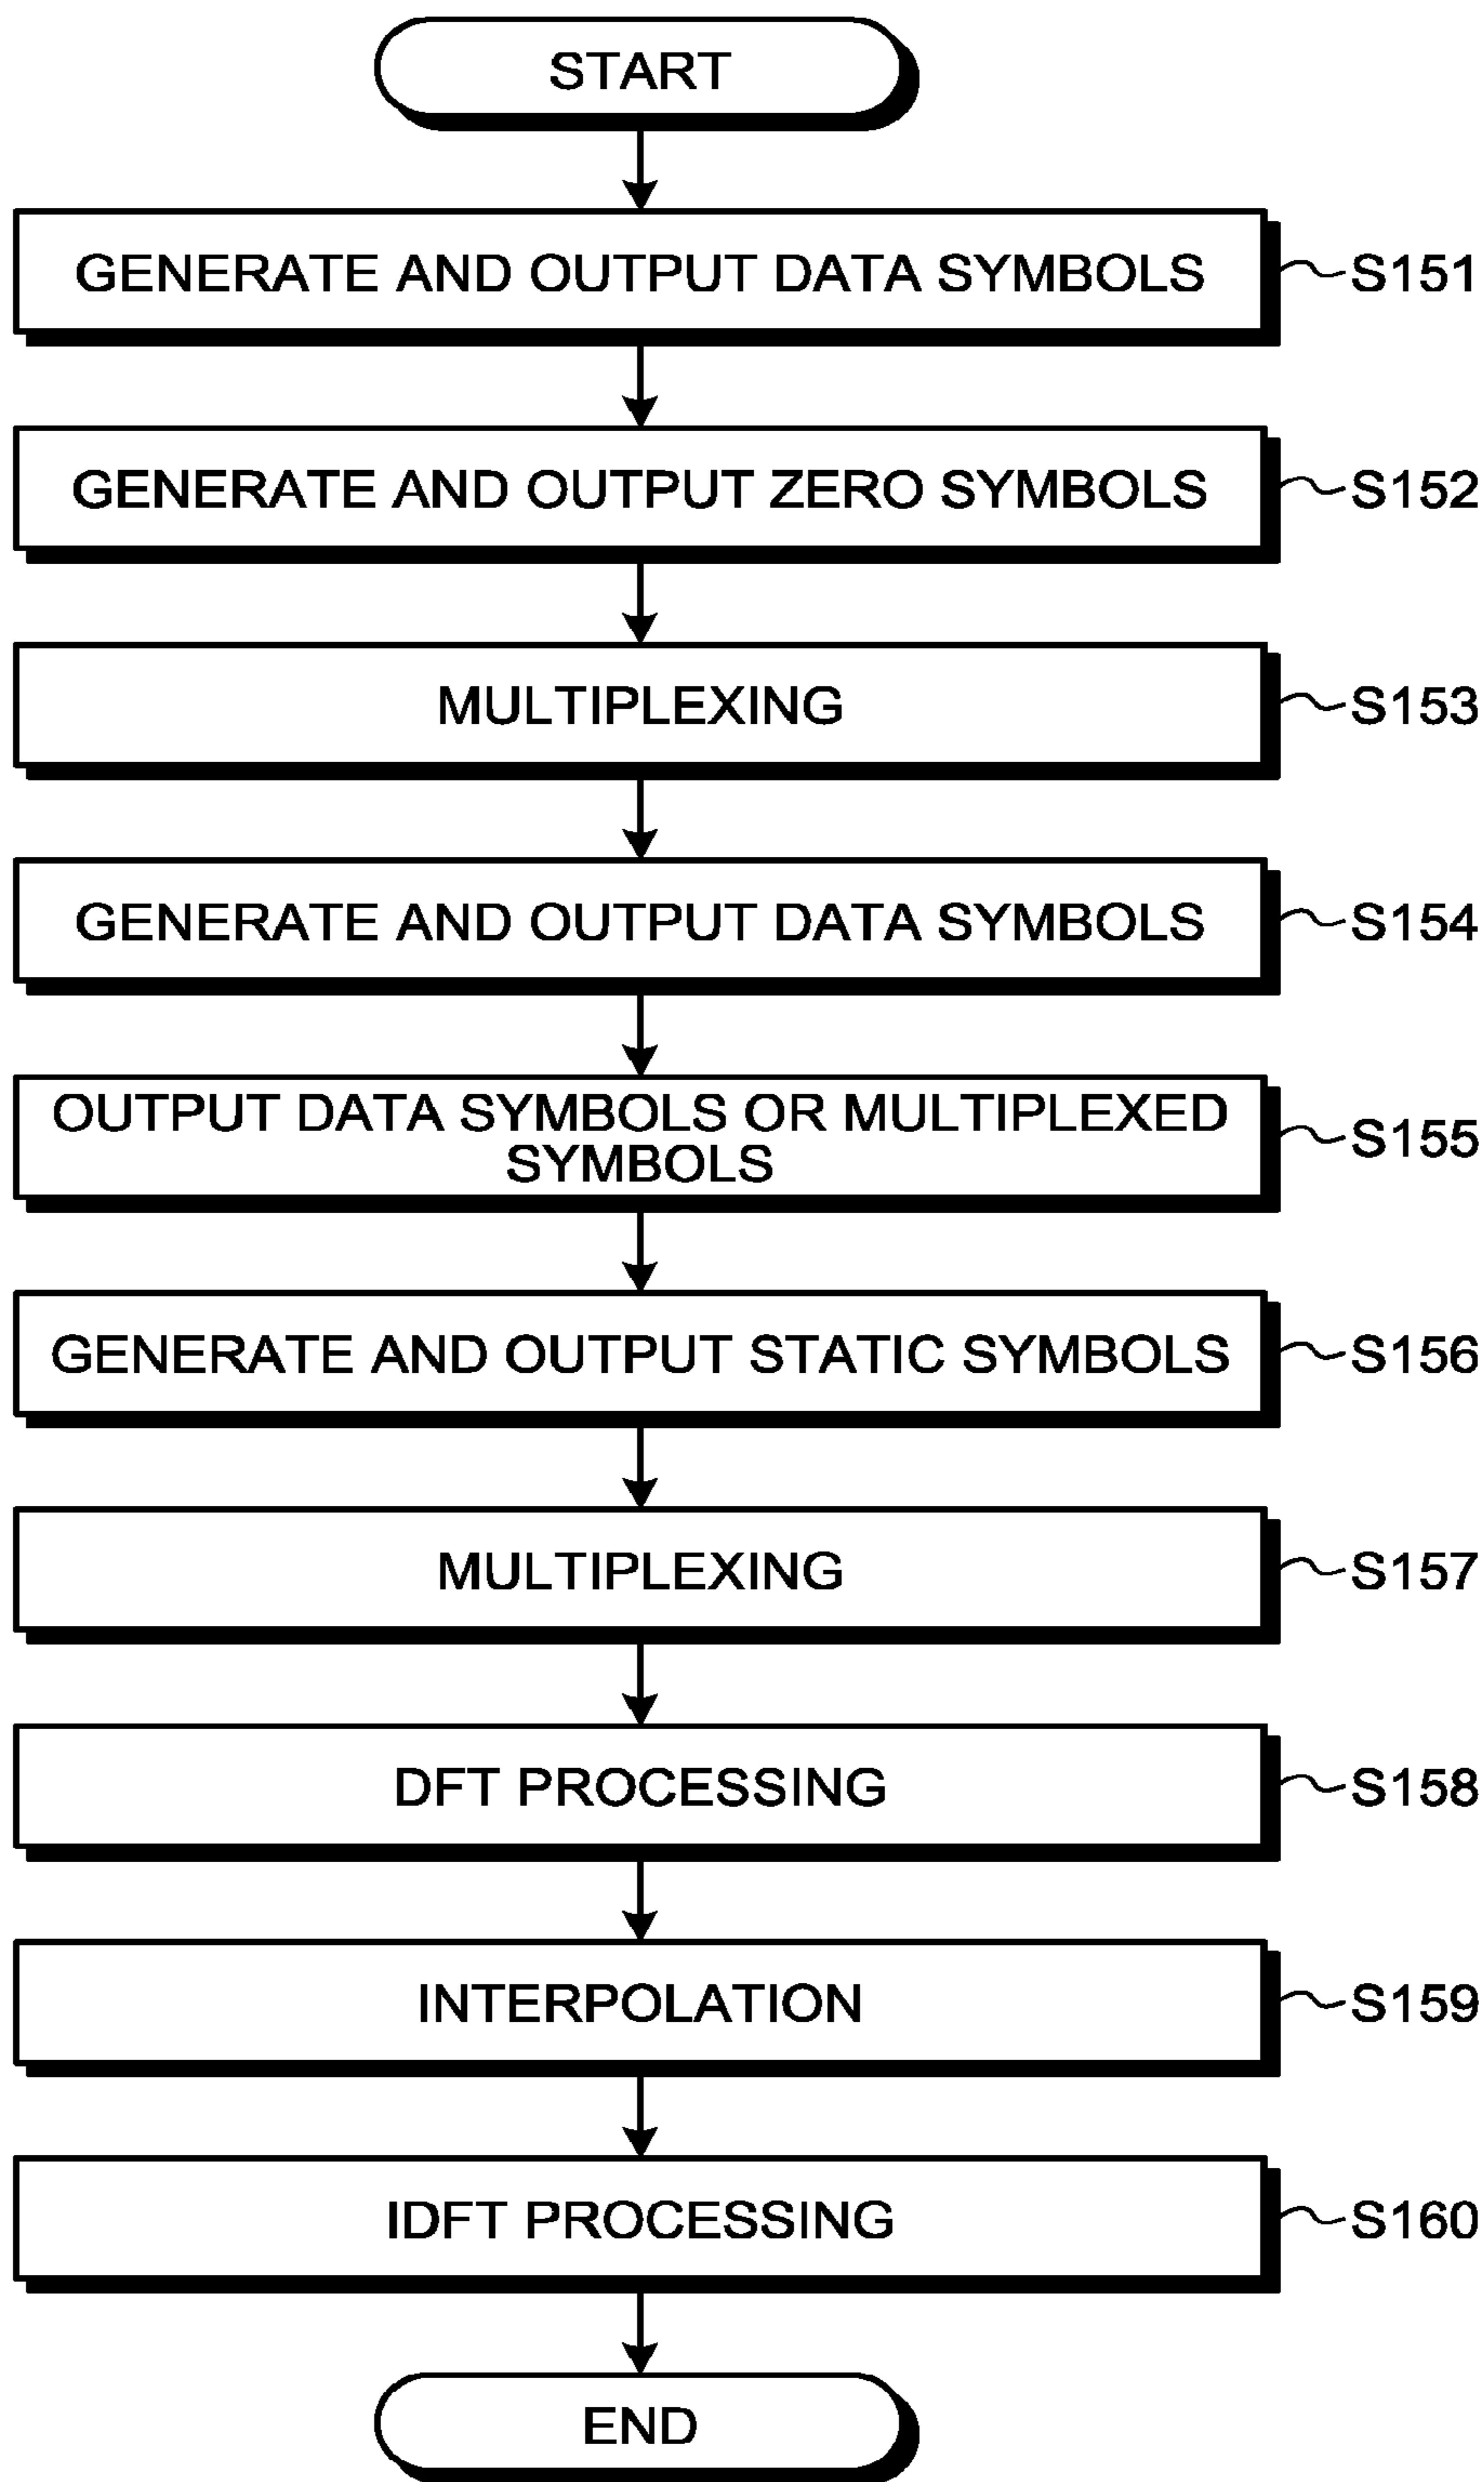 START
GENERATE AND OUTPUT DATA SYMBOLS
S151
GENERATE AND OUTPUT ZERO SYMBOLS
S152
MULTIPLEXING
S153
GENERATE AND OUTPUT DATA SYMBOLS
S154
OUTPUT DATA SYMBOLS OR MULTIPLEXED
SYMBOLS
S155
GENERATE AND OUTPUT STATIC SYMBOLS
S156
MULTIPLEXING
S157
DFT PROCESSING
S158
INTERPOLATION
S159
IDFT PROCESSING
S160
END